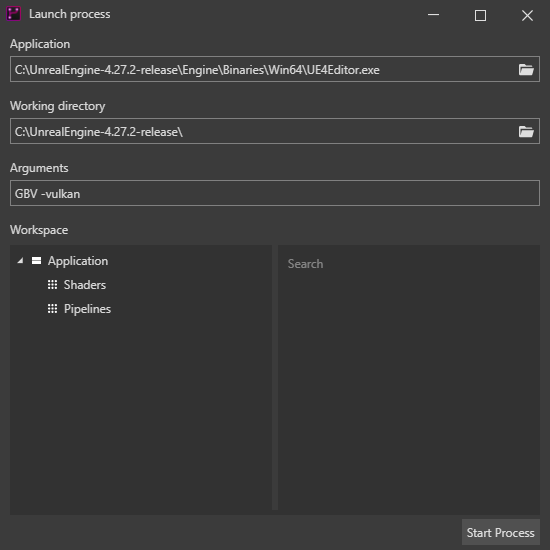 Launch process
Application
C:\UnrealEngine-4.27.2-release\Engine\Binaries\Win64\UE4Editor.exe
Working directory
C:\UnrealEngine-4.27.2-release\
Arguments
GBV -vulkan
Workspace
Application
Search
Shaders
Pipelines
Start Process